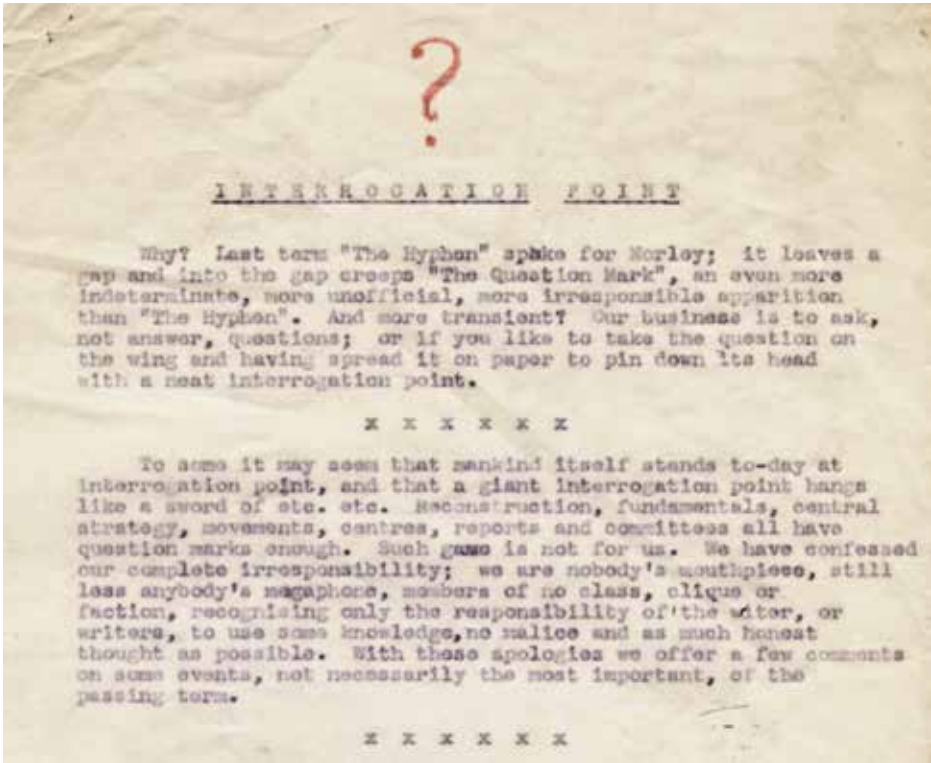 ?
INTERROGATION POINT
Why? Last term "The Hyphen" spoke for Morley; it leaves a
gap and into the gap creeps "The Question Mark", an even more
indeterminate, more unofficial, more irresponsible apparition
than "The Hyphen". And more transient? Our business is to ask,
not answer, questions; or if you like to take the question on
the wing and having spread it on paper to pin down its head
with a neat interrogation point.
x x x x x x
To some it may seem that mankind itself stands to-day at
interrogation point, and that a giant interrogation point hangs
like a sword of etc. etc. Reconstruction, fundamentals, central
strategy, movements, centres, reports and committees all have
question marks enough. Such game is not for us. We have confessed
our complete irresponsibility; we are nobody's mouthpiece, still
less anybody's megaphone, members of no class, clique or
faction, recognising only the responsibility of the witer, or
writers, to use some knowledge,no malice and as much honest
thought as possible. With these apologies we offer a few comments
on some events, not necessarily the most important, of the
passing term.
x x x x x x